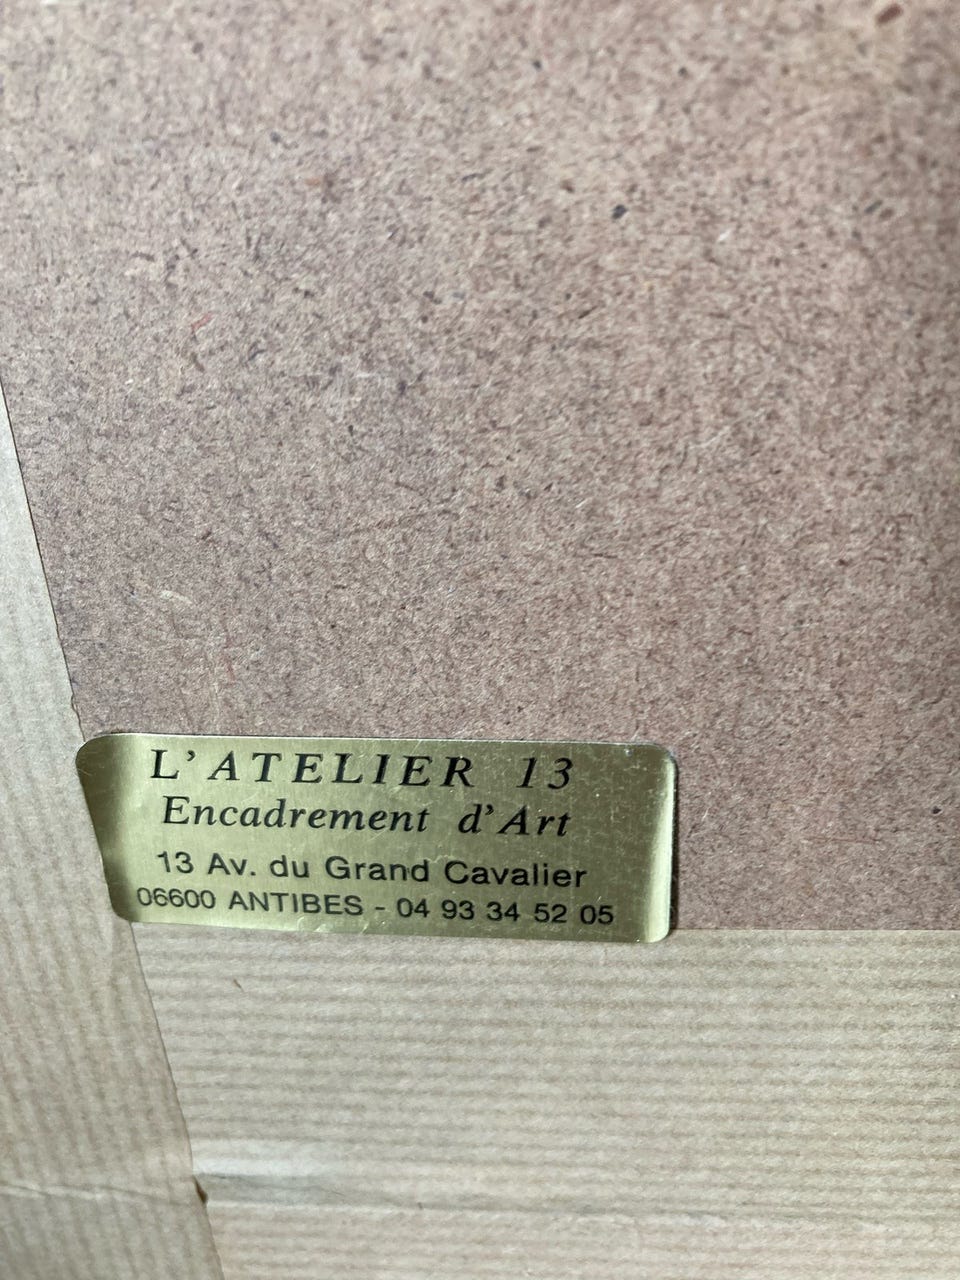 L'ATELIER 13
Encadrement d'Art
13 Av. du Grand Cavalier
06600 ANTIBES - 04 93 34 52 05